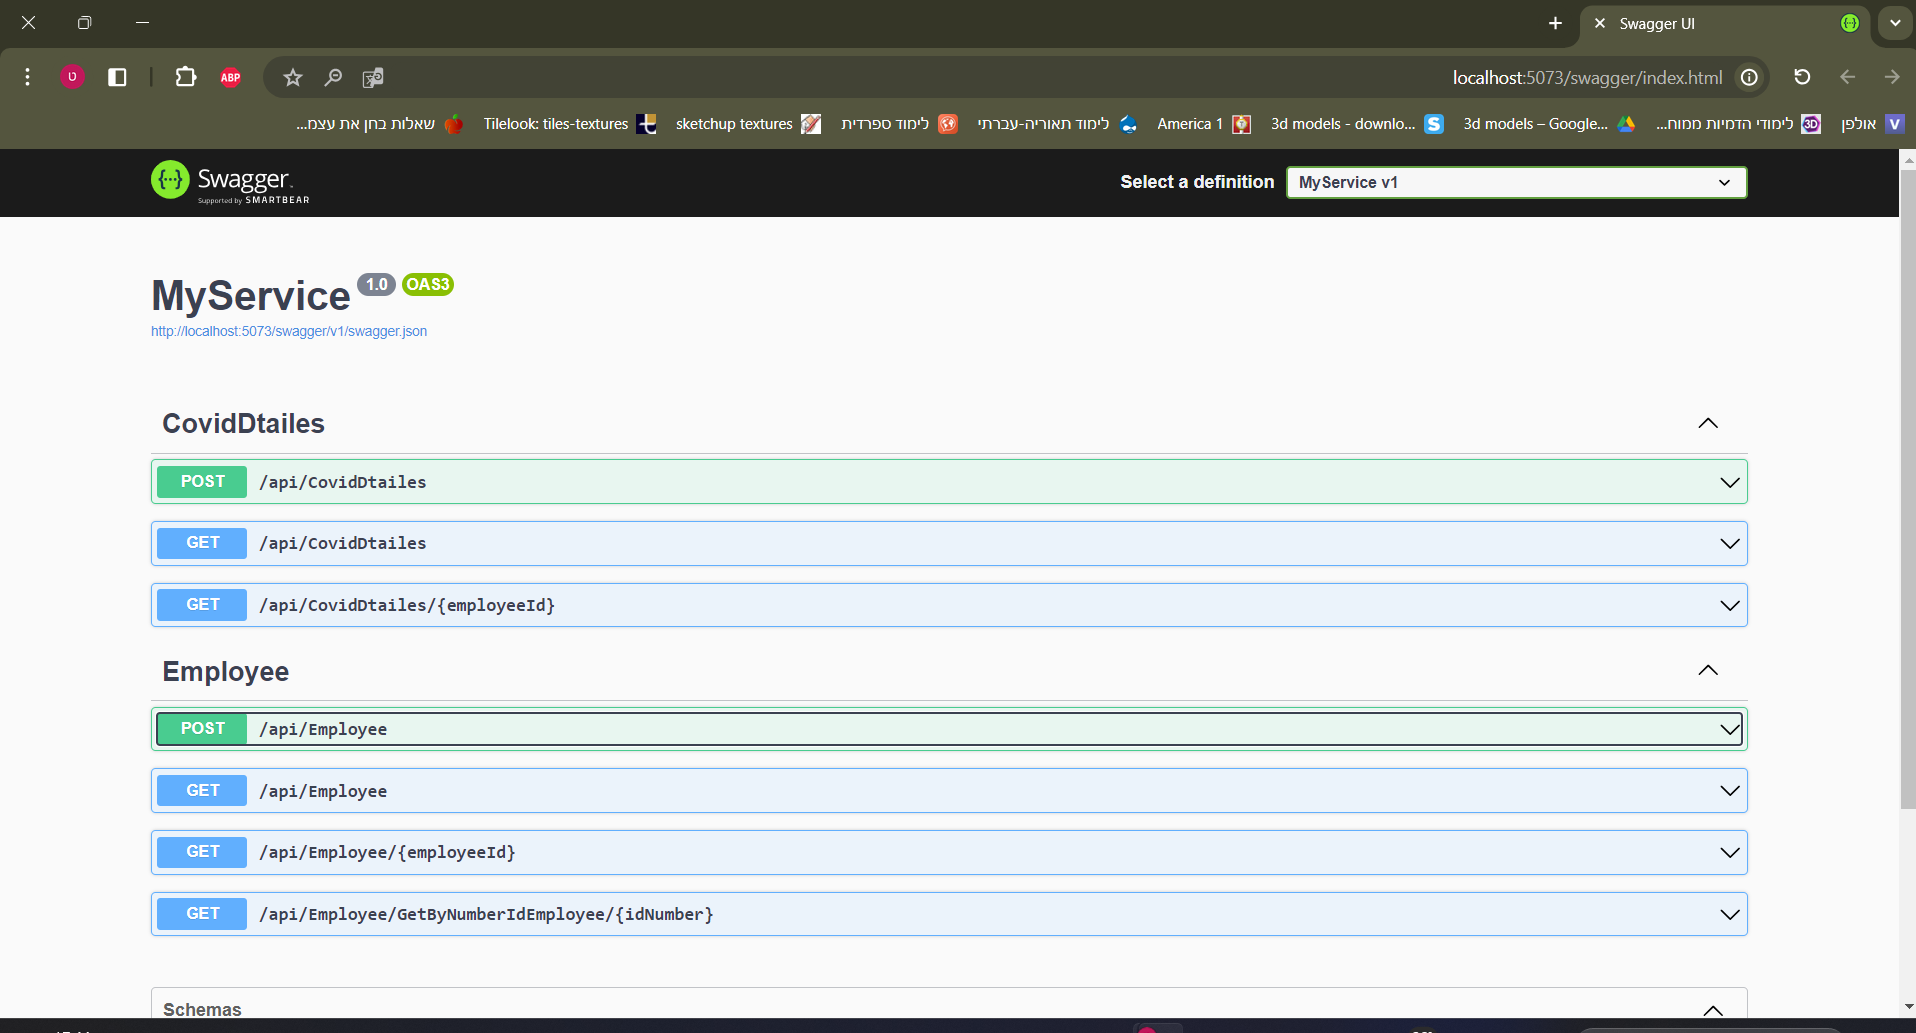 Swagger UI
ABP
localhost:5073/swagger/index.html
שאלות בחן את עצמ...
Tilelook: tiles-textures
sketchup textures
לימוד ספרדית
לימוד תאוריה-עברתי
America 1
3d models - downlo...
3d models – Google...
לימודי הדמיות ממוח...
אולפן
Swagger
Supported by SMARTBEAR
Select a definition
MyService v1
MyService 1.0 OAS3
http://localhost:5073/swagger/v1/swagger.json
CovidDtailes
POST /api/CovidDtailes
GET /api/CovidDtailes
GET /api/CovidDtailes/{employeeId}
Employee
POST /api/Employee
GET /api/Employee
GET /api/Employee/{employeeId}
GET /api/Employee/GetByNumberIdEmployee/{idNumber}
Schemas